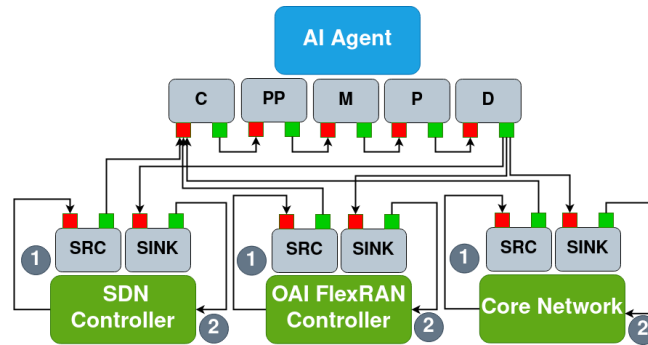 AI Agent
C
PP
M
P
D
SRC
SINK
SRC
SINK
SRC
SINK
1
1
1
SDN
Controller
OAI FlexRAN
Controller
Core Network
2
2
2